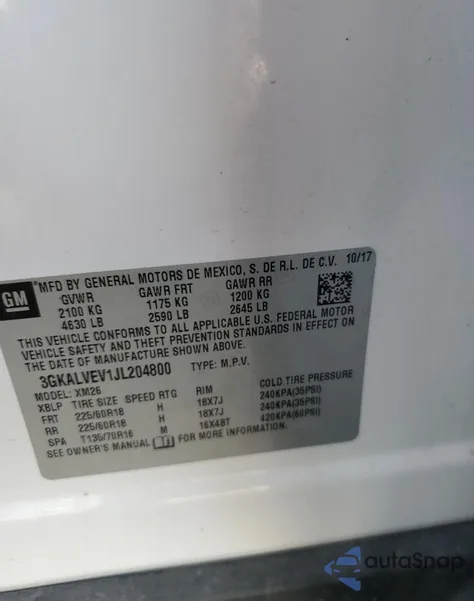 GM
*MFD BY GENERAL MOTORS DE MEXICO, S. DE R.L. DE C.V. 10/17
GVWR GAWR FRT GAWR RR
2100 KG 1175 KG 1200 KG
4630 LB 2590 LB 2645 LB
THIS VEHICLE CONFORMS TO ALL APPLICABLE U.S. FEDERAL MOTOR
VEHICLE SAFETY AND THEFT PREVENTION STANDARDS IN EFFECT ON
THE DATE OF MANUFACTURE SHOWN ABOVE.
3GKALVEV1JL204800 TYPE: M.P.V.
MODEL: XM26
XBLP TIRE SIZE SPEED RTG RIM COLD TIRE PRESSURE
FRT 225/60R18 H 18X7J 240KPA(35PSI)
RR 225/60R18 H 18X7J 240KPA(35PSI)
SPA T135/70R16 M 16X4BT 420KPA(60PSI)
SEE OWNER'S MANUAL FOR MORE INFORMATION.
autoSnap